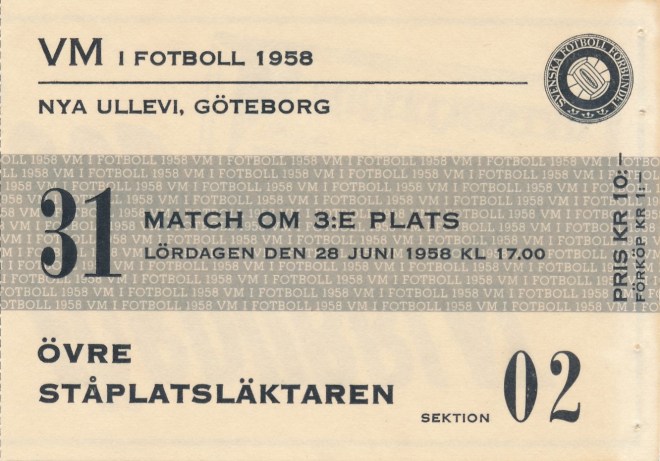 VM I FOTBOLL 1958
NYA ULLEVI, GÖTEBORG
SVENSKA FOTBOLL FÖRBUNDET
31
MATCH OM 3:E PLATS
LÖRDAGEN DEN 28 JUNI 1958 KL 17.00
PRIS KR 10:–
FÖRKÖP KR 1:–
ÖVRE
STÅPLATSLÄKTAREN
SEKTION 02